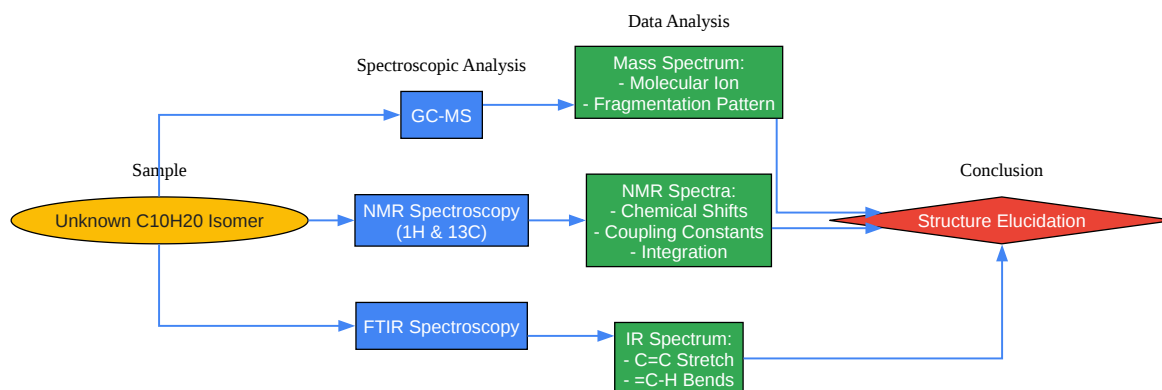 Data Analysis
Spectroscopic Analysis
Mass Spectrum:
- Molecular Ion
- Fragmentation Pattern
GC-MS
Sample
Conclusion
Unknown C10H20 Isomer
NMR Spectroscopy
(1H & 13C)
NMR Spectra:
- Chemical Shifts
- Coupling Constants
- Integration
Structure Elucidation
FTIR Spectroscopy
IR Spectrum:
- C=C Stretch
- =C-H Bends